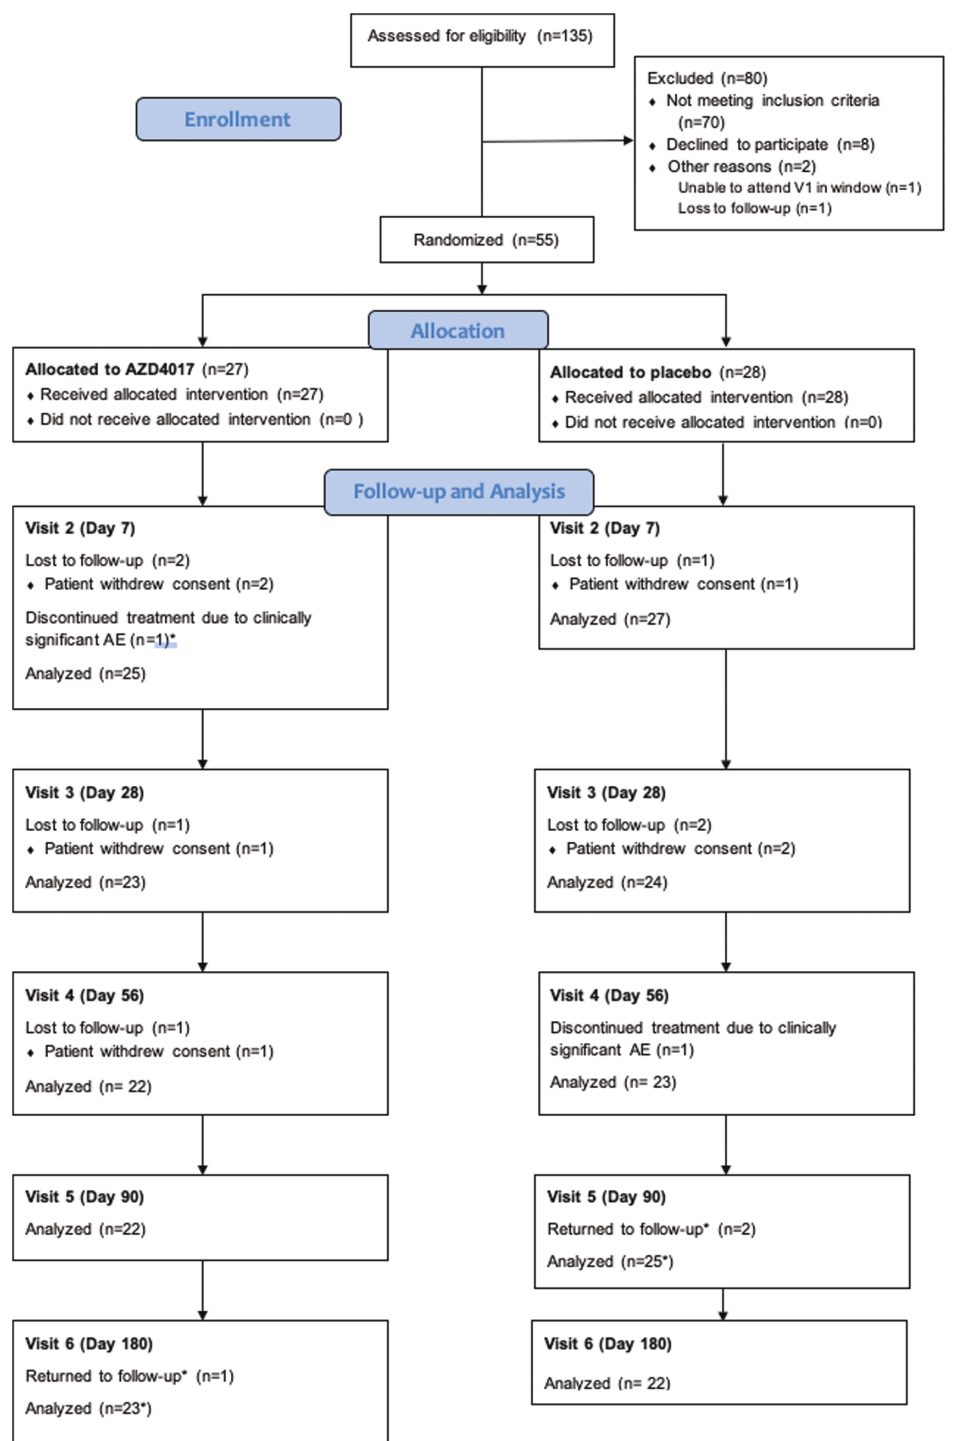 Assessed for eligibility (n=135)
Excluded (n=80)
♦ Not meeting inclusion criteria
(n=70)
♦ Declined to participate (n=8)
♦ Other reasons (n=2)
Unable to attend V1 in window (n=1)
Loss to follow-up (n=1)
Enrollment
Randomized (n=55)
Allocation
Allocated to AZD4017 (n=27)
♦ Received allocated intervention (n=27)
♦ Did not receive allocated intervention (n=0 )
Allocated to placebo (n=28)
♦ Received allocated intervention (n=28)
♦ Did not receive allocated intervention (n=0)
Follow-up and Analysis
Visit 2 (Day 7)
Lost to follow-up (n=2)
♦ Patient withdrew consent (n=2)
Discontinued treatment due to clinically
significant AE (n=1)*
Analyzed (n=25)
Visit 2 (Day 7)
Lost to follow-up (n=1)
♦ Patient withdrew consent (n=1)
Analyzed (n=27)
Visit 3 (Day 28)
Lost to follow-up (n=1)
♦ Patient withdrew consent (n=1)
Analyzed (n=23)
Visit 3 (Day 28)
Lost to follow-up (n=2)
♦ Patient withdrew consent (n=2)
Analyzed (n=24)
Visit 4 (Day 56)
Lost to follow-up (n=1)
♦ Patient withdrew consent (n=1)
Analyzed (n= 22)
Visit 4 (Day 56)
Discontinued treatment due to clinically
significant AE (n=1)
Analyzed (n= 23)
Visit 5 (Day 90)
Analyzed (n=22)
Visit 5 (Day 90)
Returned to follow-up* (n=2)
Analyzed (n=25*)
Visit 6 (Day 180)
Returned to follow-up* (n=1)
Analyzed (n=23*)
Visit 6 (Day 180)
Analyzed (n= 22)